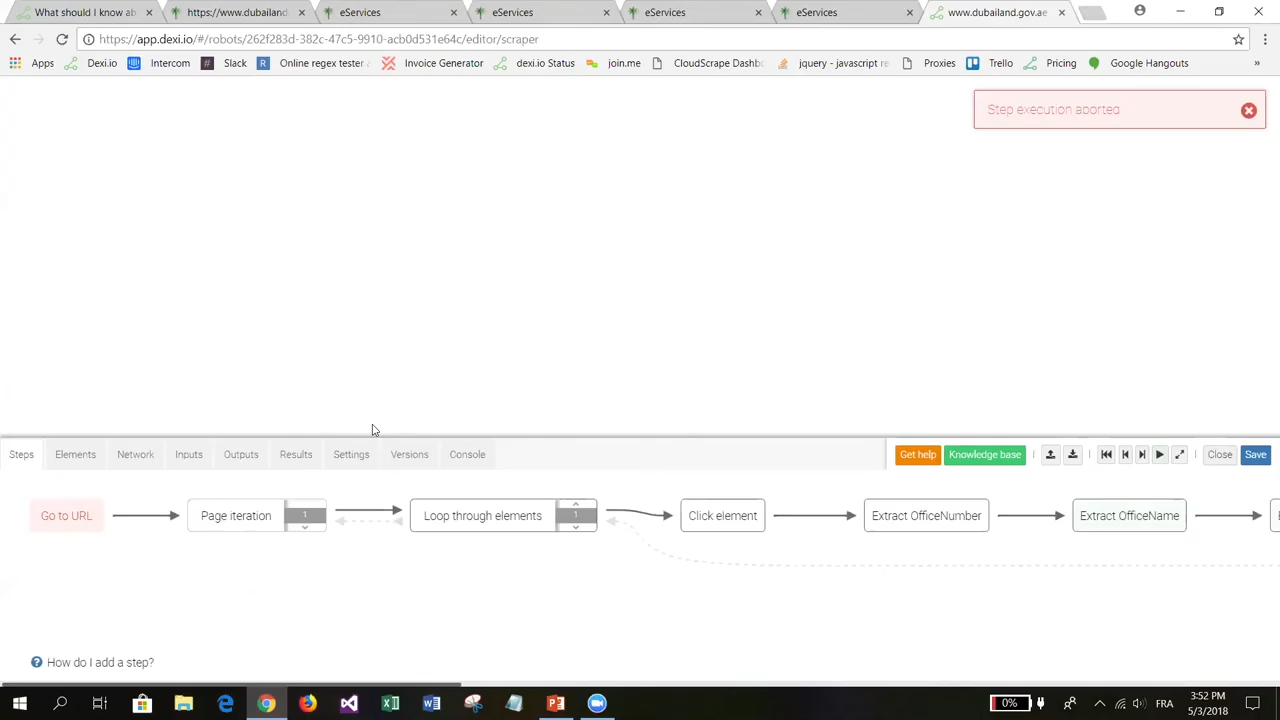 What should I know ab
https://www.dubailand.
eServices
eServices
eServices
eServices
www.dubailand.gov.ae
https://app.dexi.io/#/robots/262f283d-382c-47c5-9910-acb0d531e64c/editor/scraper
Apps
Dexi.io
Intercom
Slack
Online regex tester
Invoice Generator
dexi.io Status
join.me
CloudScrape Dashb
jquery - javascript re
Proxies
Trello
Pricing
Google Hangouts
»
Step execution aborted
Steps
Elements
Network
Inputs
Outputs
Results
Settings
Versions
Console
Get help
Knowledge base
Close
Save
Go to URL
Page iteration
1
Loop through elements
1
Click element
Extract OfficeNumber
Extract OfficeName
How do I add a step?
0%
FRA
3:52 PM
5/3/2018